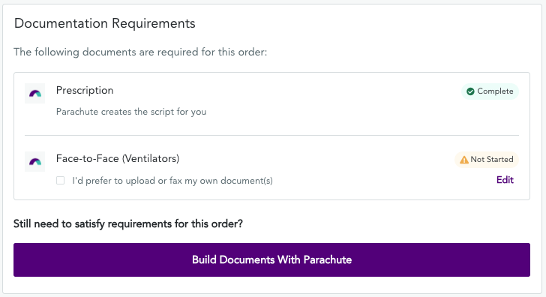 Documentation Requirements
The following documents are required for this order:
Prescription
Complete
Parachute creates the script for you
Face-to-Face (Ventilators)
Not Started
I'd prefer to upload or fax my own document(s)
Edit
Still need to satisfy requirements for this order?
Build Documents With Parachute